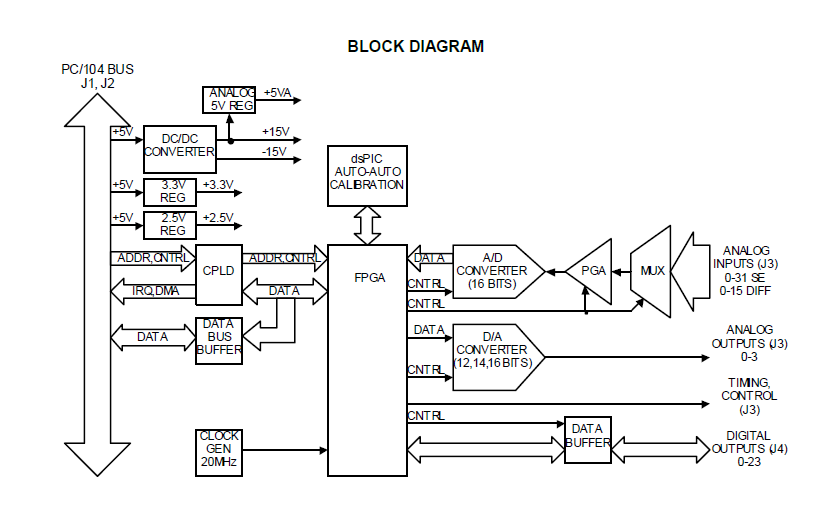 BLOCK DIAGRAM
PC/104 BUS
J1, J2
ANALOG
5V REG
+5VA
+5V
DC/DC
CONVERTER
+15V
-15V
dsPIC
AUTO-AUTO
CALIBRATION
+5V
3.3V
REG
+3.3V
+5V
2.5V
REG
+2.5V
ADDR,CNTRL
CPLD
ADDR,CNTRL
IRQ,DMA
DATA
FPGA
DATA
A/D
CONVERTER
(16 BITS)
CNTRL
PGA
MUX
ANALOG
INPUTS (J3)
0-31 SE
0-15 DIFF
CNTRL
DATA
DATA
BUS
BUFFER
DATA
D/A
CONVERTER
(12,14,16 BITS)
CNTRL
ANALOG
OUTPUTS (J3)
0-3
TIMING,
CONTROL
(J3)
CNTRL
DATA
BUFFER
DIGITAL
OUTPUTS (J4)
0-23
CLOCK
GEN
20MHz